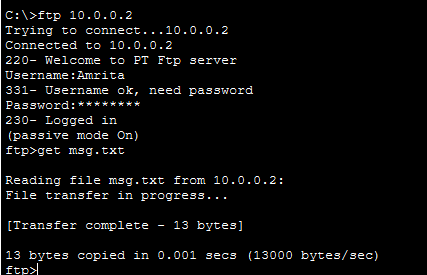 C:\>ftp 10.0.0.2
Trying to connect...10.0.0.2
Connected to 10.0.0.2
220- Welcome to PT Ftp server
Username:Amrita
331- Username ok, need password
Password:********
230- Logged in
(passive mode On)
ftp>get msg.txt
Reading file msg.txt from 10.0.0.2:
File transfer in progress...
[Transfer complete - 13 bytes]
13 bytes copied in 0.001 secs (13000 bytes/sec)
ftp>